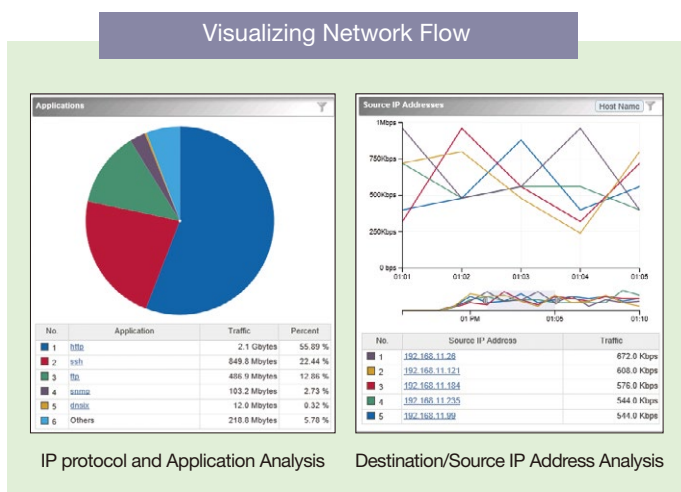 Visualizing Network Flow
Applications
No. Application Traffic Percent
1 http 2.1 Gbytes 55.89 %
2 ssh 849.8 Mbytes 22.44 %
3 ftp 486.9 Mbytes 12.86 %
4 snmp 103.2 Mbytes 2.73 %
5 dnsix 12.0 Mbytes 0.32 %
6 Others 218.8 Mbytes 5.78 %
IP protocol and Application Analysis
Source IP Addresses Host Name
1Mbps
750Kbps
500Kbps
250Kbps
0 bps
01:01 01:02 01:03 01:04 01:05
01 PM 01:05 01:10
No. Source IP Address Traffic
1 192.168.11.26 672.0 Kbps
2 192.168.11.121 608.0 Kbps
3 192.168.11.184 576.0 Kbps
4 192.168.11.235 544.0 Kbps
5 192.168.11.99 544.0 Kbps
Destination/Source IP Address Analysis